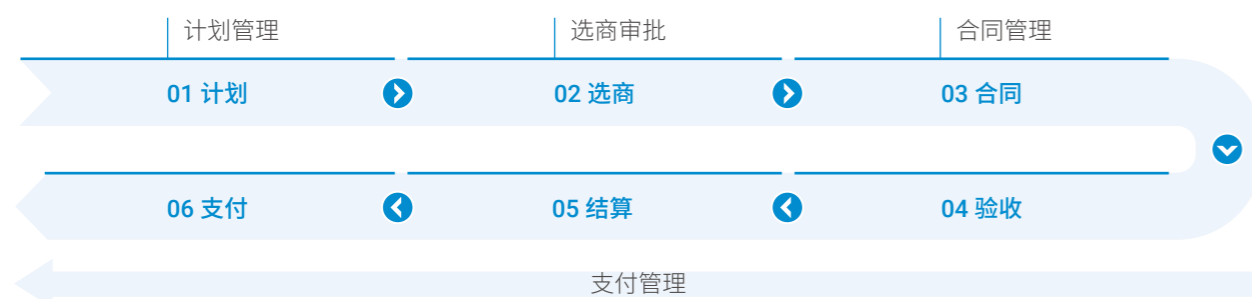 计划管理 选商审批 合同管理
01 计划 02 选商 03 合同
06 支付 05 结算 04 验收
支付管理